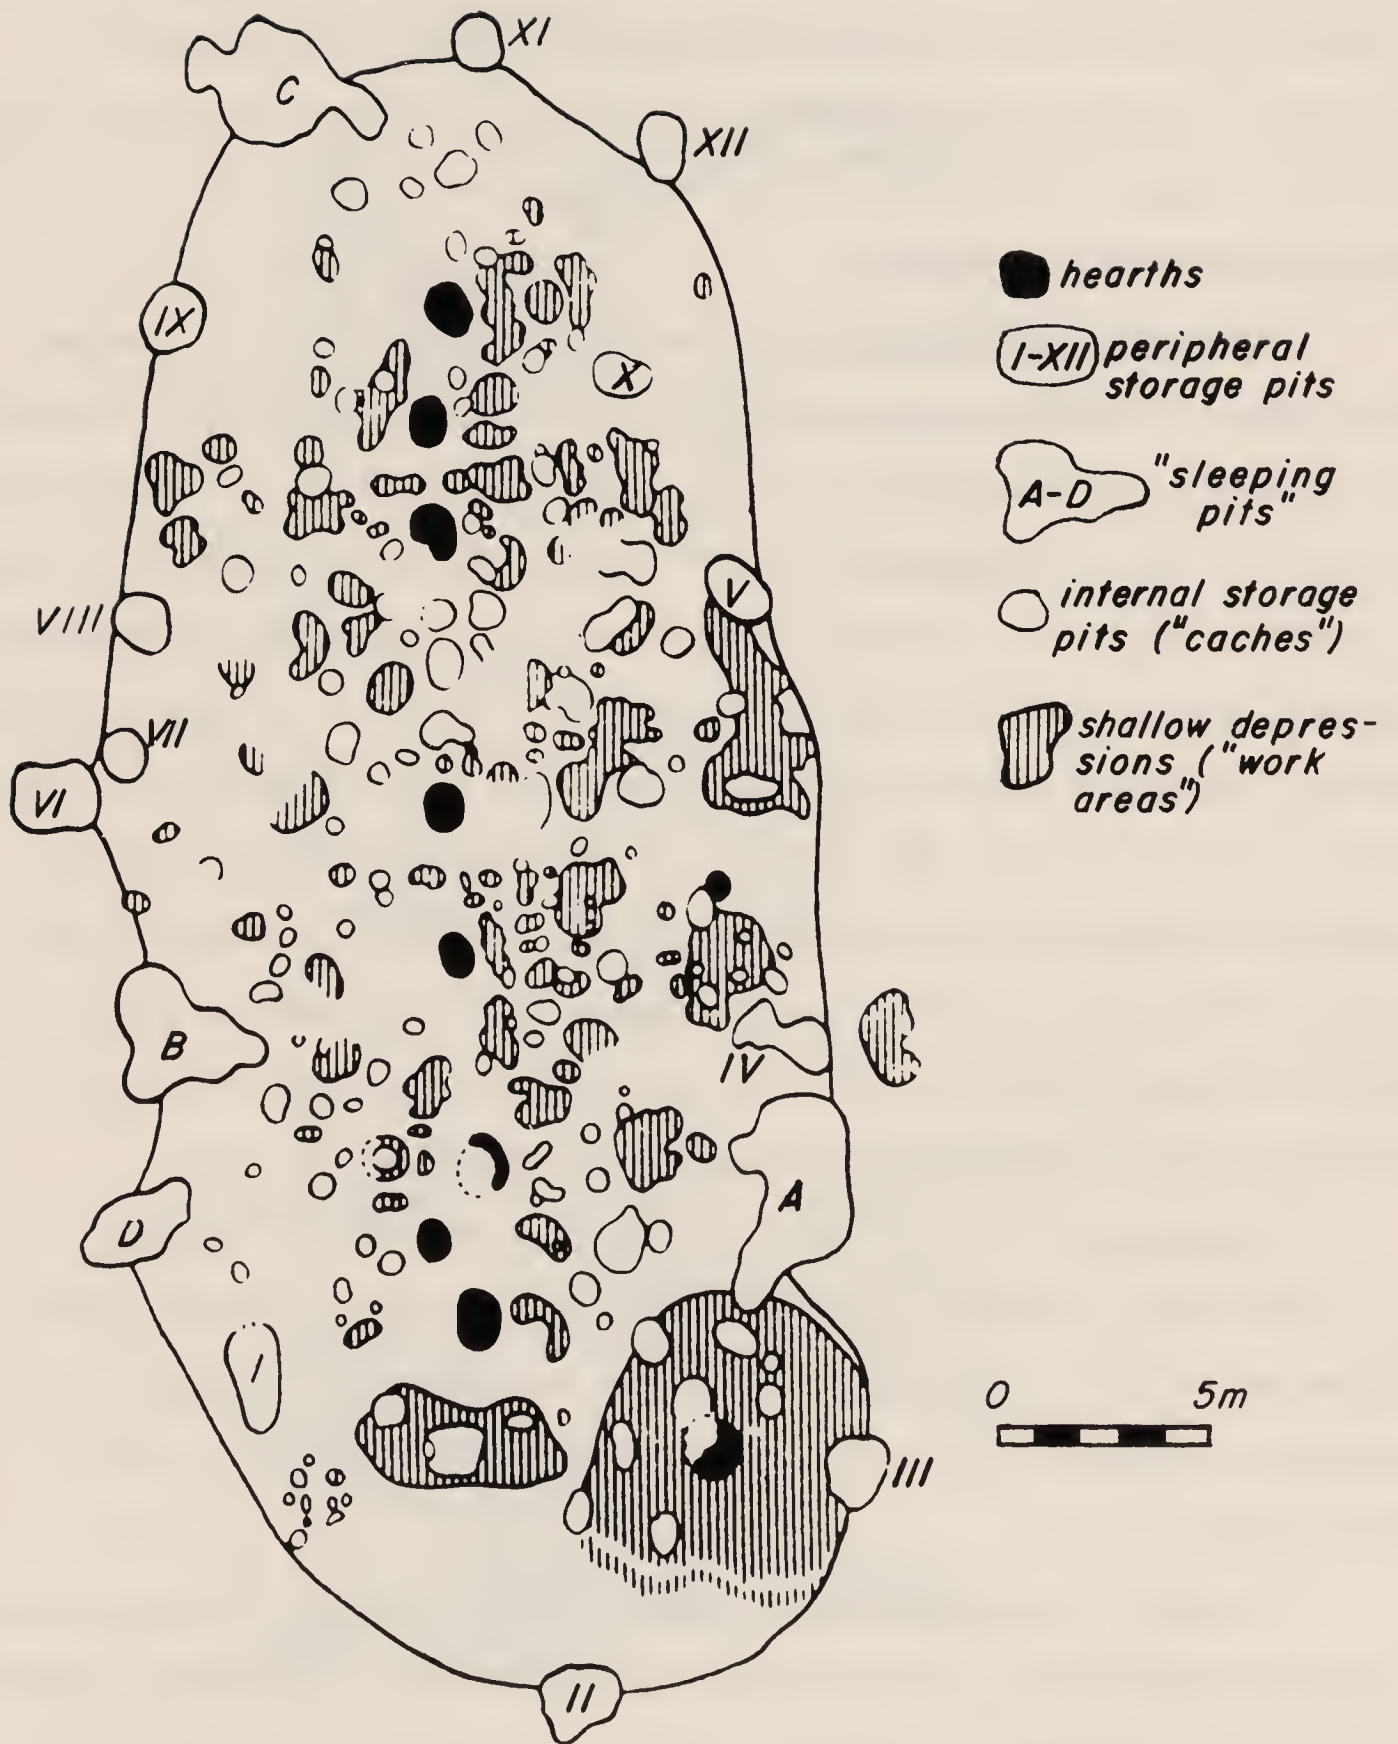 XI
C
XII
hearths
IX
I-XII peripheral
storage pits
X
A-D "sleeping
pits"
V
VIII
internal storage
pits ("caches")
VII
shallow depres-
sions ("work
areas")
VI
B
IV
A
D
I
0 5m
III
II